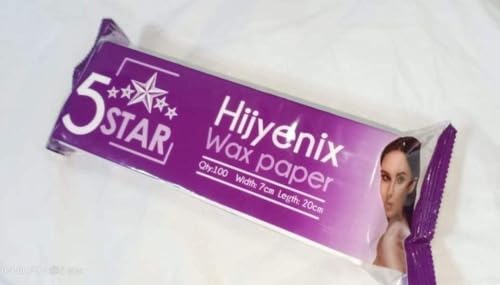 5 STAR
Hijyenix
Wax paper
Qty:100 Width: 7cm Legth: 20cm